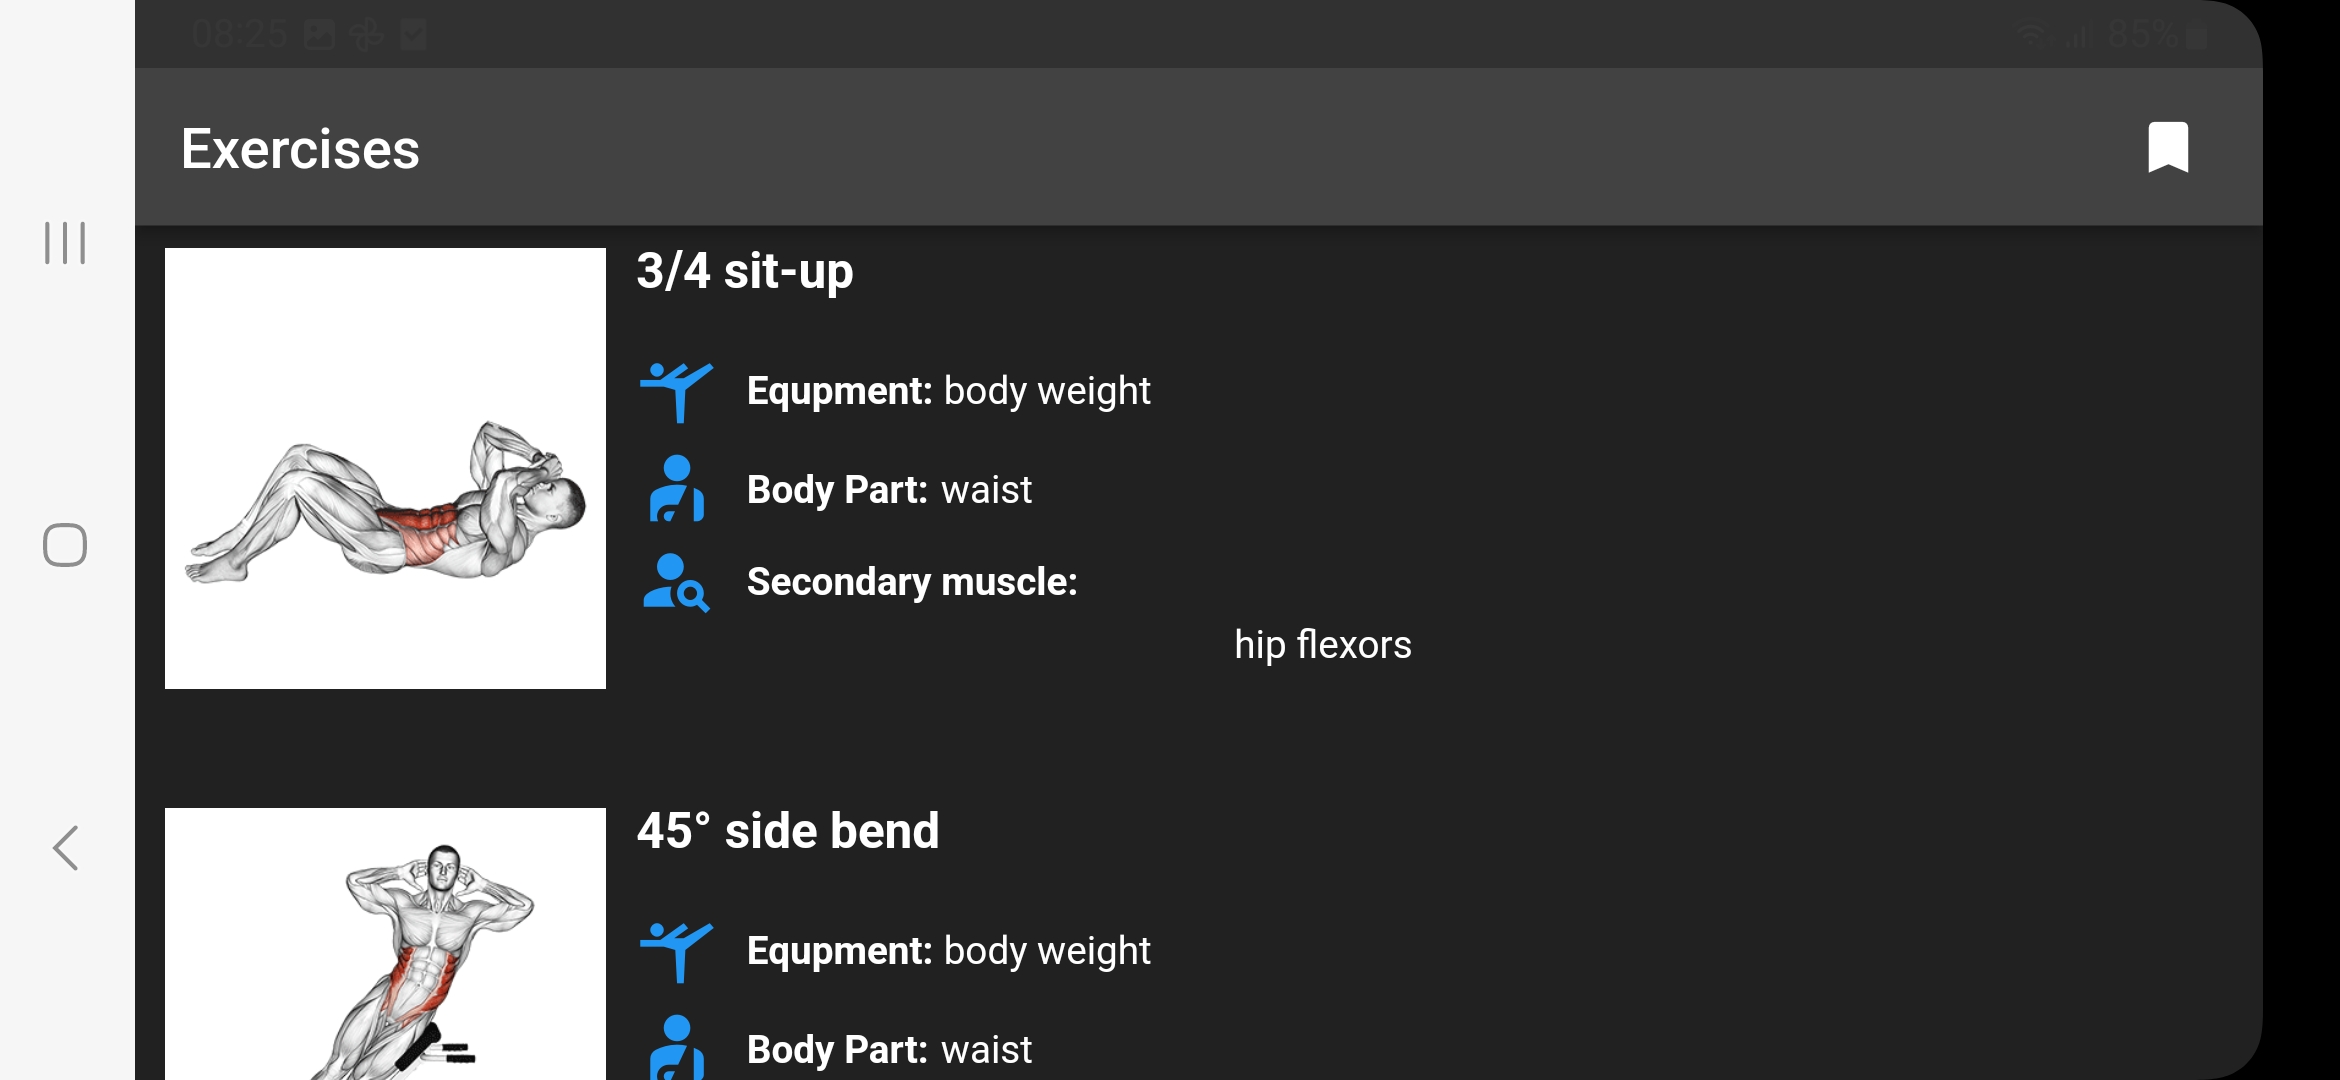 08:25
85%
Exercises
3/4 sit-up
Equpment: body weight
Body Part: waist
Secondary muscle:
hip flexors
45° side bend
Equpment: body weight
Body Part: waist